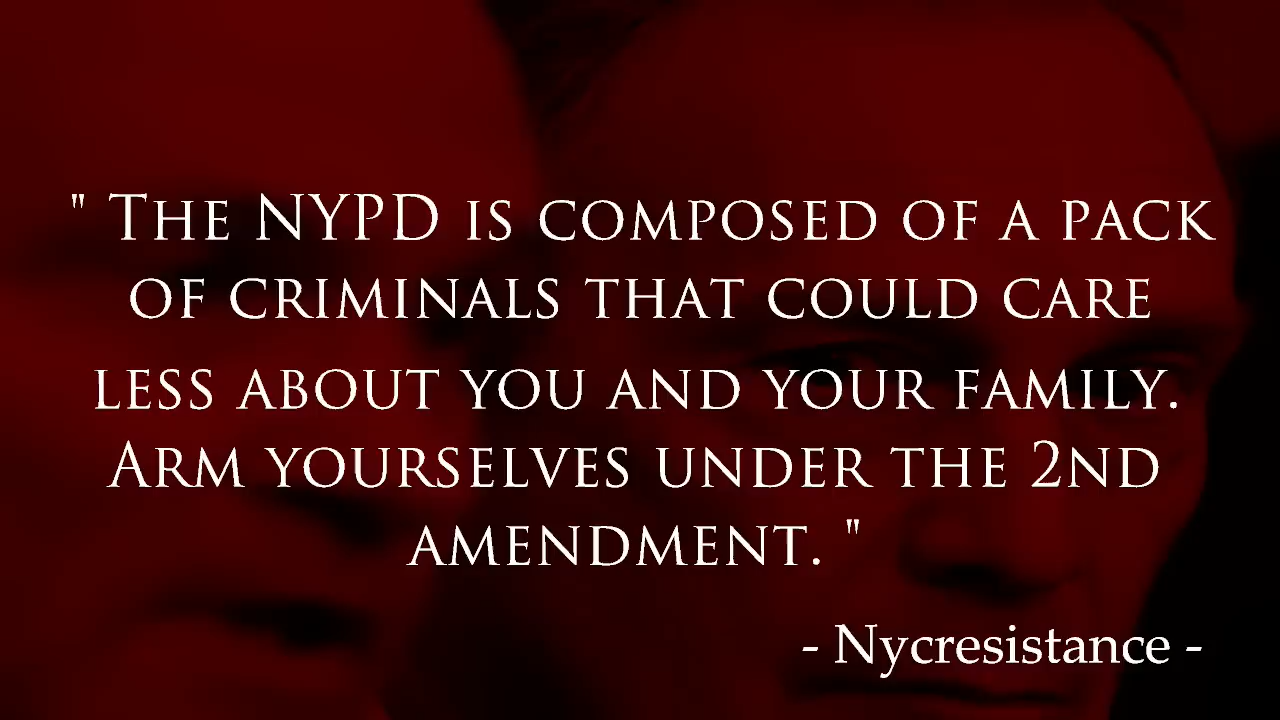 " The NYPD is composed of a pack
of criminals that could care
less about you and your family.
Arm yourselves under the 2nd
amendment. "
- Nycresistance -